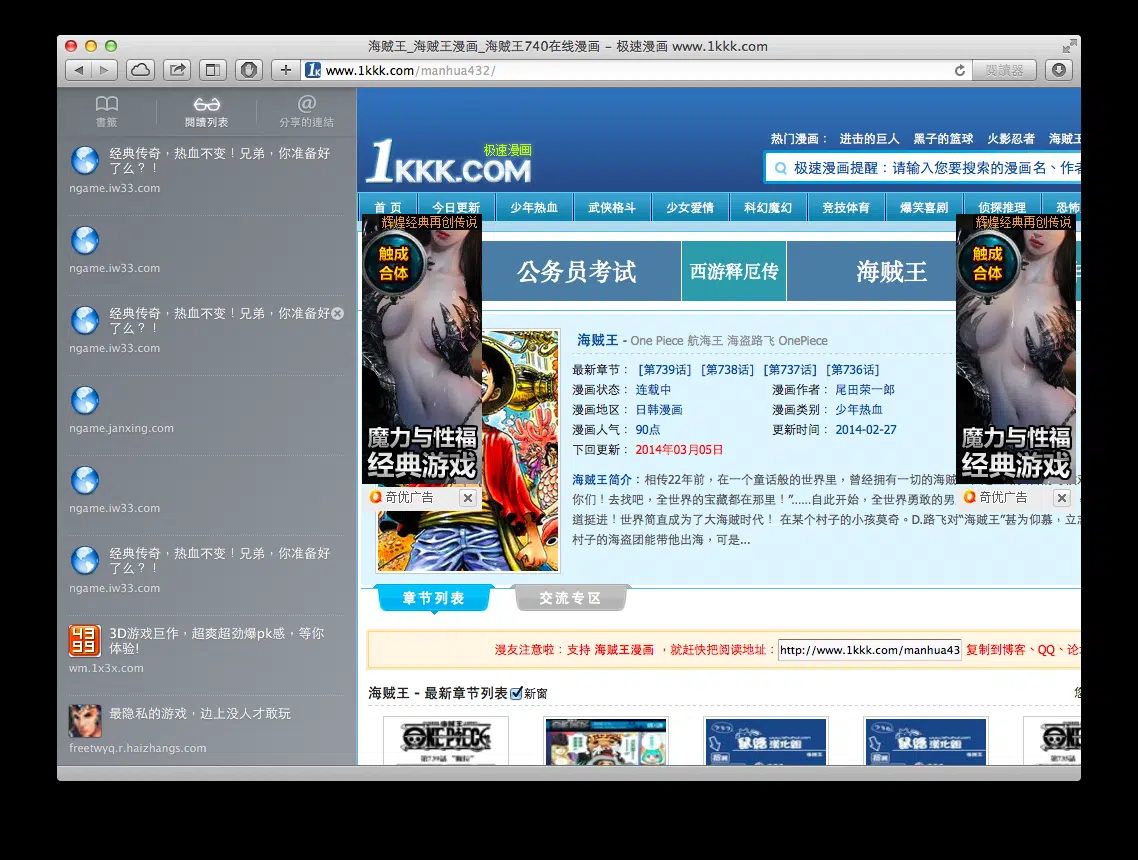 海贼王_海贼王漫画_海贼王740在线漫画 – 极速漫画 www.1kkk.com
www.1kkk.com/manhua432/
閱讀器
書籤
閱讀列表
分享的連結
经典传奇，热血不变！兄弟，你准备好
了么？！
ngame.iw33.com
ngame.iw33.com
经典传奇，热血不变！兄弟，你准备好
了么？！
ngame.iw33.com
ngame.janxing.com
ngame.iw33.com
经典传奇，热血不变！兄弟，你准备好
了么？！
ngame.iw33.com
4399
3D游戏巨作，超爽超劲爆pk感，等你
体验!
wm.1x3x.com
最隐私的游戏，边上没人才敢玩
freetwyq.r.haizhangs.com
极速漫画
1KKK.COM
热门漫画： 进击的巨人 黑子的篮球 火影忍者 海贼王
极速漫画提醒：请输入您要搜索的漫画名、作者
首 页 今日更新 少年热血 武侠格斗 少女爱情 科幻魔幻 竞技体育 爆笑喜剧 侦探推理 恐怖
辉煌经典再创传说
触成
合体
魔力与性福
经典游戏
奇优广告
公务员考试 西游释厄传 海贼王
辉煌经典再创传说
触成
合体
魔力与性福
经典游戏
奇优广告
海贼王 - One Piece 航海王 海盗路飞 OnePiece
最新章节： [第739话] [第738话] [第737话] [第736话]
漫画状态： 连载中 漫画作者： 尾田荣一郎
漫画地区： 日韩漫画 漫画类别： 少年热血
漫画人气： 90点 更新时间： 2014-02-27
下回更新： 2014年03月05日
海贼王简介：相传22年前，在一个童话般的世界里，曾经拥有一切的海贼
你们！去找吧，全世界的宝藏都在那里！”......自此开始，全世界勇敢的男
道挺进！世界简直成为了大海贼时代！ 在某个村子的小孩莫奇。D.路飞对“海贼王”甚为仰慕，立志
村子的海盗团能带他出海，可是...
章节列表 交流专区
漫友注意啦：支持 海贼王漫画 ，就赶快把阅读地址： http://www.1kkk.com/manhua43 复制到博客、QQ、论
海贼王 - 最新章节列表 新窗
ONE PIECE
第739話
鼠路漢化組
鼠路漢化組